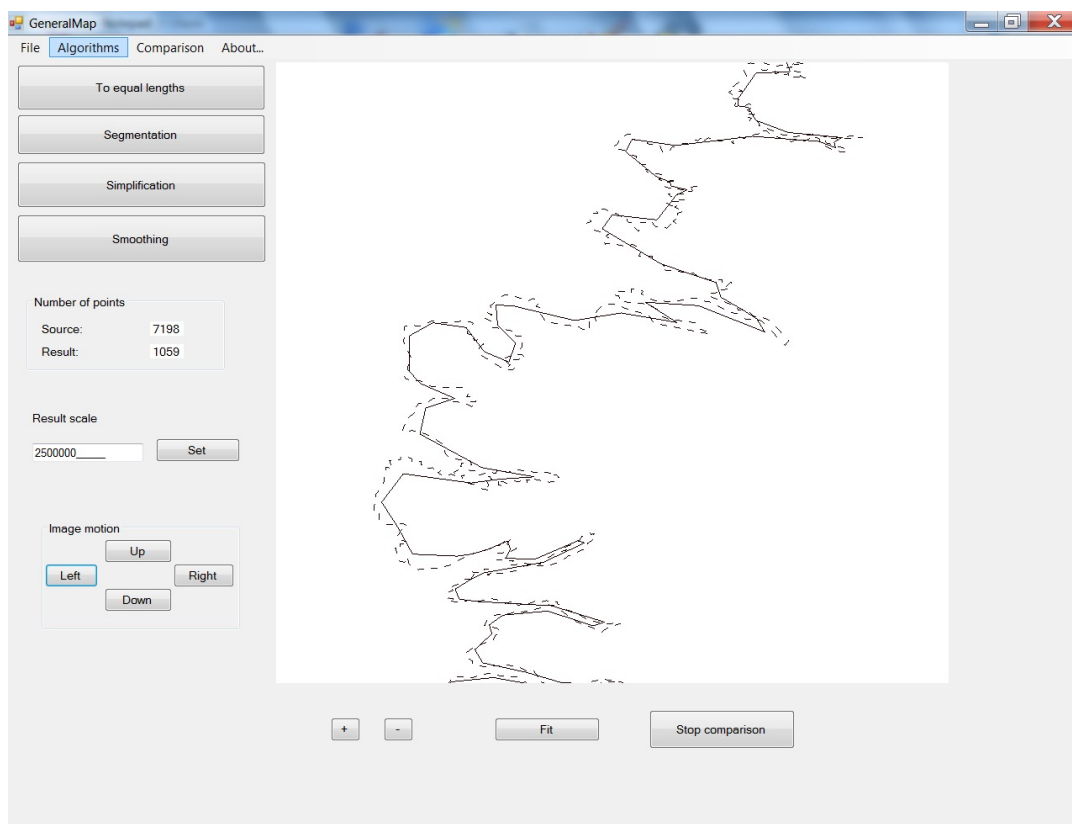 GeneralMap
File Algorithms Comparison About...
To equal lengths
Segmentation
Simplification
Smoothing
Number of points
Source: 7198
Result: 1059
Result scale
2500000_____ Set
Image motion
Up
Left Right
Down
+ - Fit Stop comparison